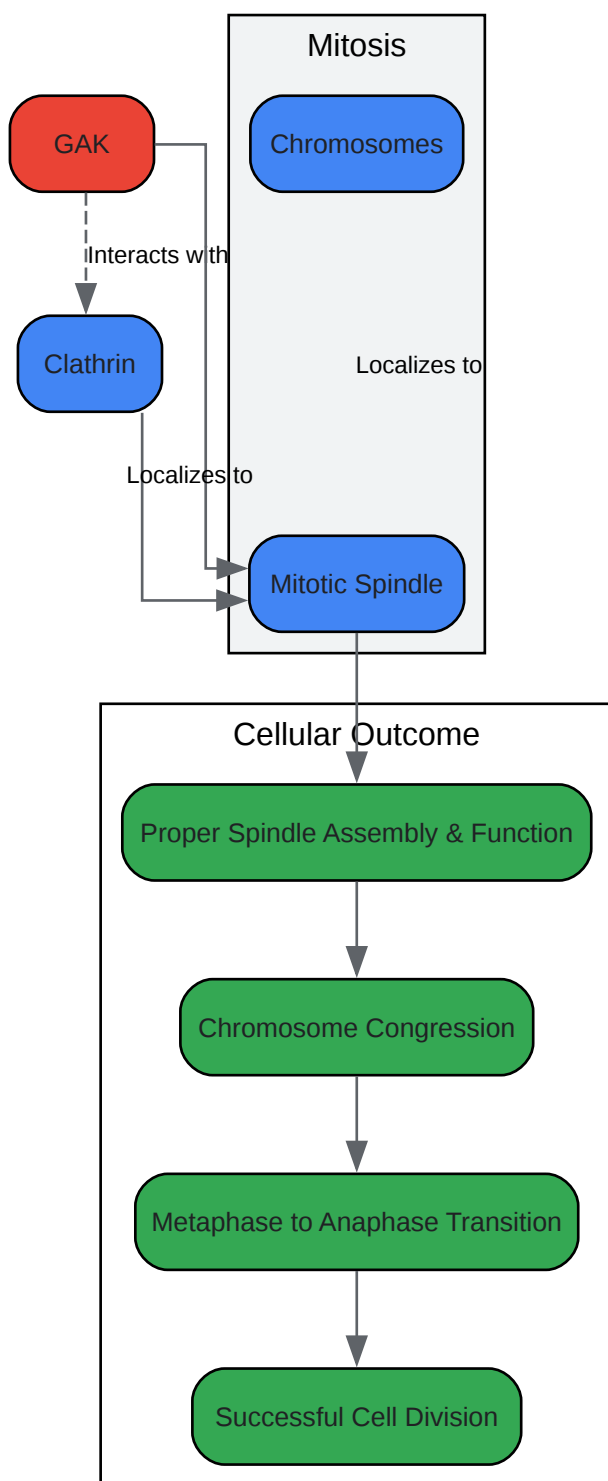 Mitosis
GAK
Chromosomes
Interacts with
Clathrin
Localizes to
Localizes to
Mitotic Spindle
Cellular Outcome
Proper Spindle Assembly & Function
Chromosome Congression
Metaphase to Anaphase Transition
Successful Cell Division